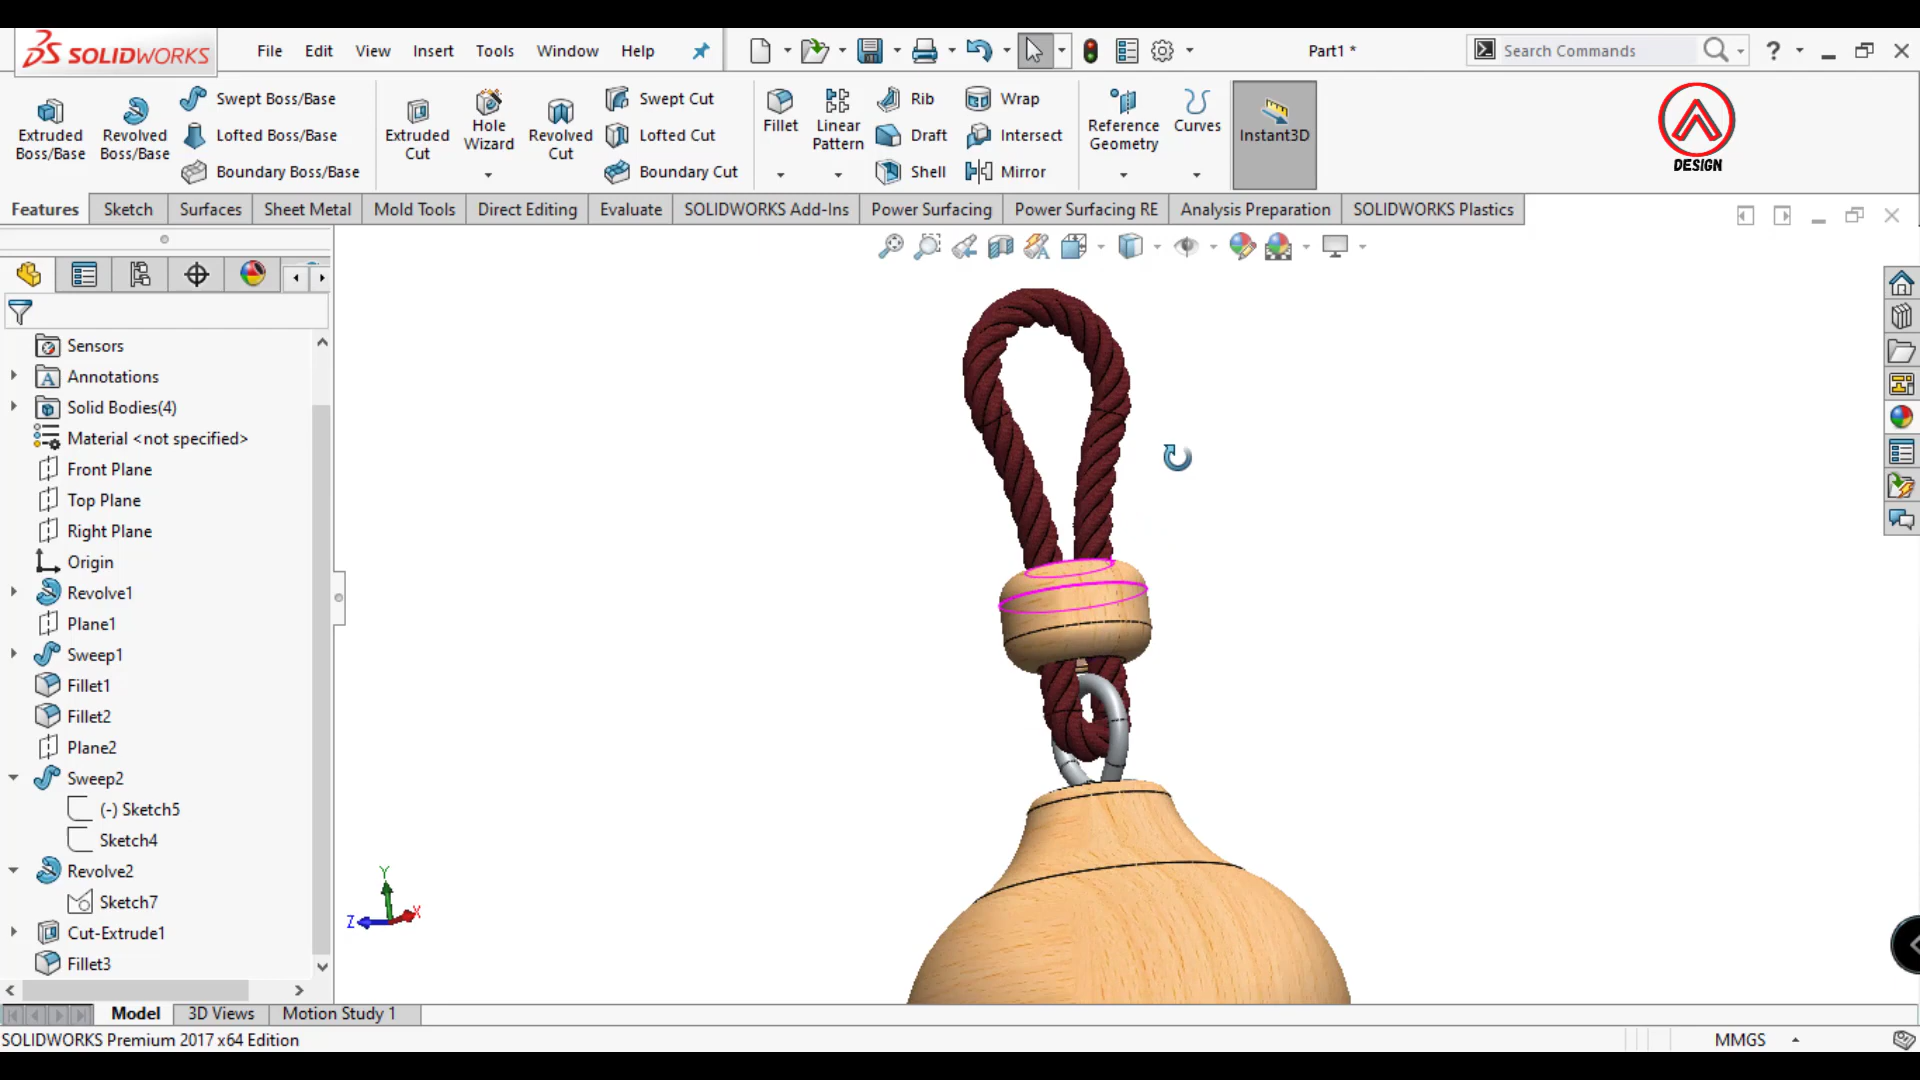 SOLIDWORKS File Edit View Insert Tools Window Help Part1 * Search Commands ?
Extruded Boss/Base
Revolved Boss/Base
Swept Boss/Base
Lofted Boss/Base
Boundary Boss/Base
Extruded Cut
Hole Wizard
Revolved Cut
Swept Cut
Lofted Cut
Boundary Cut
Fillet
Linear Pattern
Rib
Draft
Shell
Wrap
Intersect
Mirror
Reference Geometry
Curves
Instant3D
DESIGN
Features Sketch Surfaces Sheet Metal Mold Tools Direct Editing Evaluate SOLIDWORKS Add-Ins Power Surfacing Power Surfacing RE Analysis Preparation SOLIDWORKS Plastics
Sensors
Annotations
Solid Bodies(4)
Material <not specified>
Front Plane
Top Plane
Right Plane
Origin
Revolve1
Plane1
Sweep1
Fillet1
Fillet2
Plane2
Sweep2
(-) Sketch5
Sketch4
Revolve2
Sketch7
Cut-Extrude1
Fillet3
Y
Z
X
Model 3D Views Motion Study 1
SOLIDWORKS Premium 2017 x64 Edition MMGS